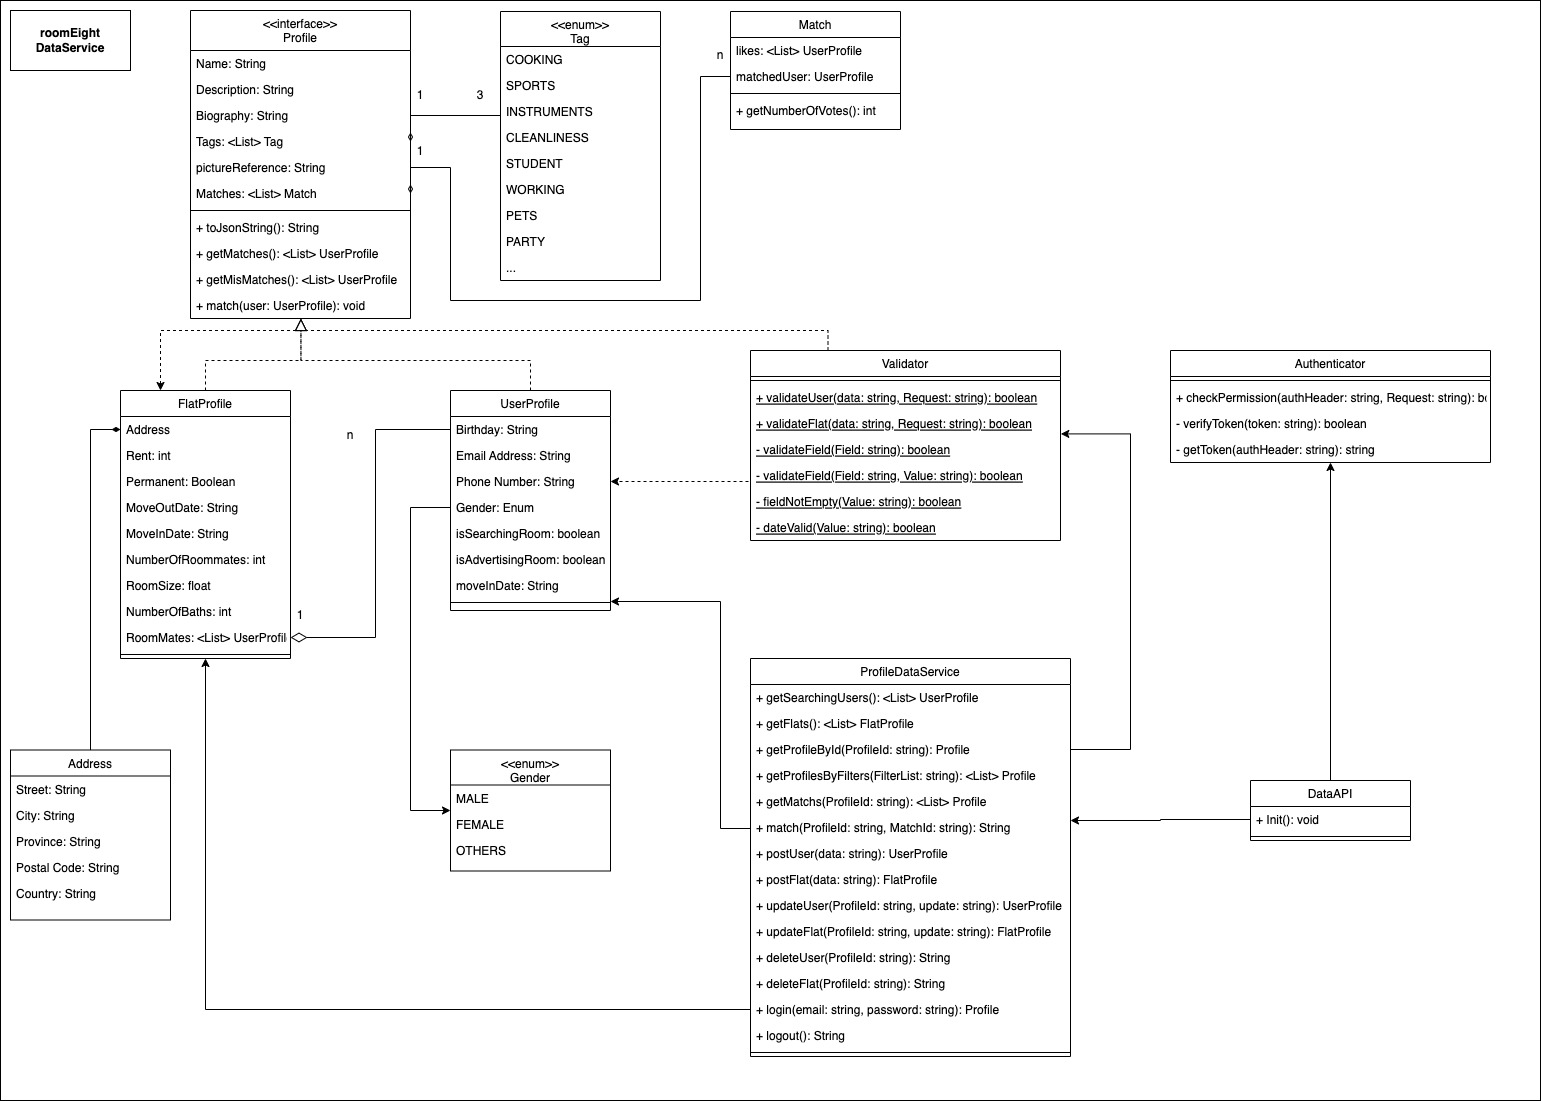 roomEight
DataService
<<interface>>
Profile
Name: String
Description: String
Biography: String
Tags: <List> Tag
pictureReference: String
Matches: <List> Match
+ toJsonString(): String
+ getMatches(): <List> UserProfile
+ getMisMatches(): <List> UserProfile
+ match(user: UserProfile): void
1
3
1
n
<<enum>>
Tag
COOKING
SPORTS
INSTRUMENTS
CLEANLINESS
STUDENT
WORKING
PETS
PARTY
...
Match
likes: <List> UserProfile
matchedUser: UserProfile
+ getNumberOfVotes(): int
FlatProfile
Address
Rent: int
Permanent: Boolean
MoveOutDate: String
MoveInDate: String
NumberOfRoommates: int
RoomSize: float
NumberOfBaths: int
RoomMates: <List> UserProfil
1
n
UserProfile
Birthday: String
Email Address: String
Phone Number: String
Gender: Enum
isSearchingRoom: boolean
isAdvertisingRoom: boolean
moveInDate: String
Validator
+ validateUser(data: string, Request: string): boolean
+ validateFlat(data: string, Request: string): boolean
- validateField(Field: string): boolean
- validateField(Field: string, Value: string): boolean
- fieldNotEmpty(Value: string): boolean
- dateValid(Value: string): boolean
Authenticator
+ checkPermission(authHeader: string, Request: string): bo
- verifyToken(token: string): boolean
- getToken(authHeader: string): string
Address
Street: String
City: String
Province: String
Postal Code: String
Country: String
<<enum>>
Gender
MALE
FEMALE
OTHERS
ProfileDataService
+ getSearchingUsers(): <List> UserProfile
+ getFlats(): <List> FlatProfile
+ getProfileById(ProfileId: string): Profile
+ getProfilesByFilters(FilterList: string): <List> Profile
+ getMatchs(ProfileId: string): <List> Profile
+ match(ProfileId: string, MatchId: string): String
+ postUser(data: string): UserProfile
+ postFlat(data: string): FlatProfile
+ updateUser(ProfileId: string, update: string): UserProfile
+ updateFlat(ProfileId: string, update: string): FlatProfile
+ deleteUser(ProfileId: string): String
+ deleteFlat(ProfileId: string): String
+ login(email: string, password: string): Profile
+ logout(): String
DataAPI
+ Init(): void